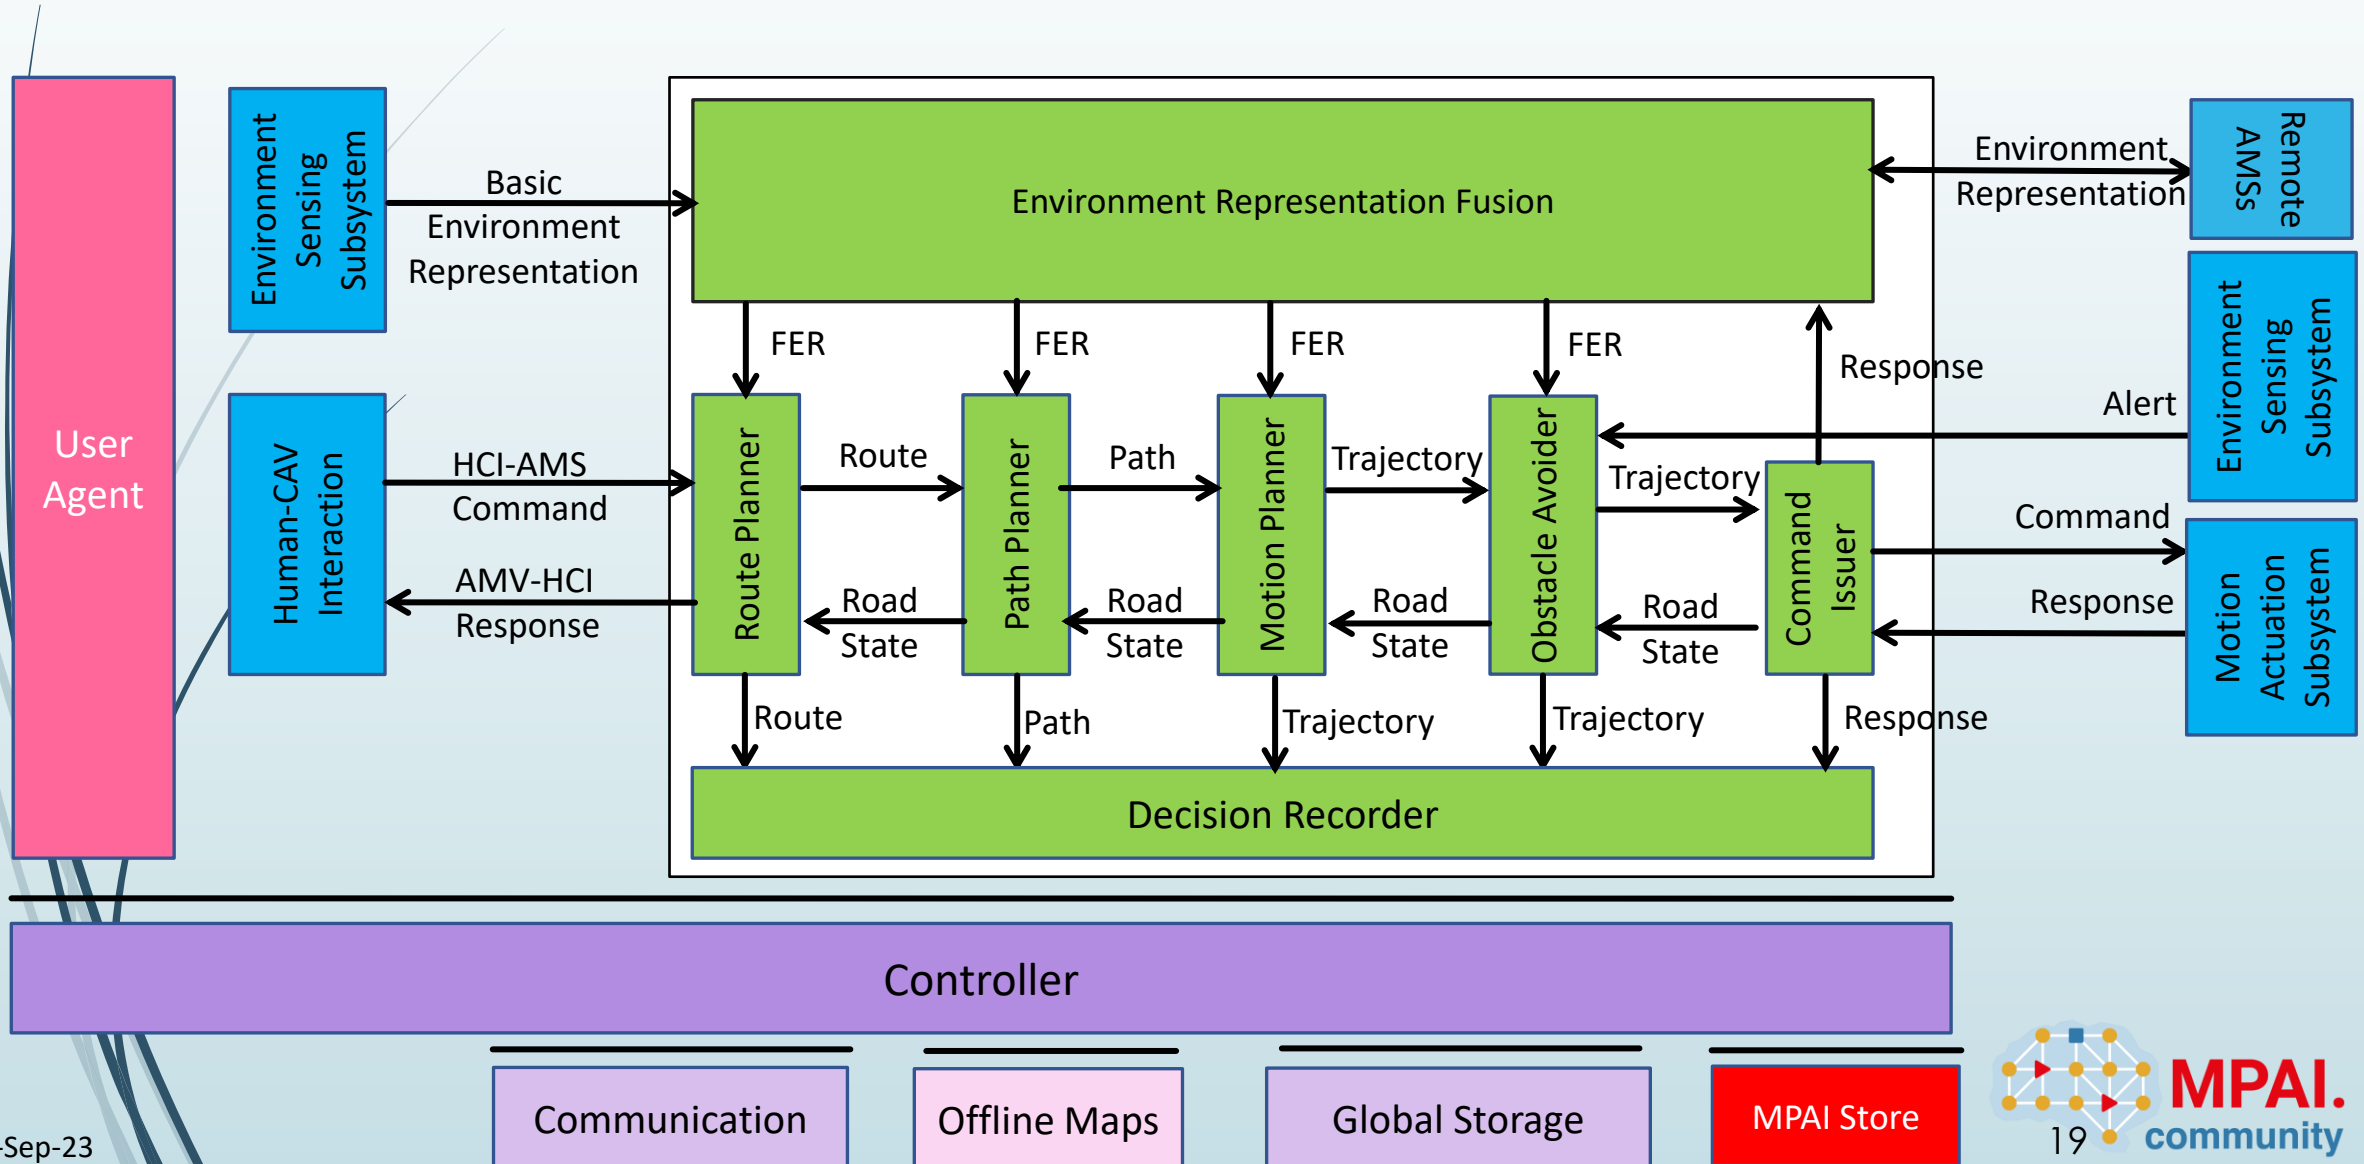 User
Agent
Environment
Sensing
Subsystem
Basic
Environment
Representation
Environment Representation Fusion
Environment
Representation
Remote
AMSs
FER
FER
FER
FER
Response
Environment
Sensing
Subsystem
Alert
Human-CAV
Interaction
HCI-AMS
Command
AMV-HCI
Response
Route Planner
Route
Road
State
Path Planner
Path
Road
State
Motion Planner
Trajectory
Road
State
Obstacle Avoider
Trajectory
Road
State
Command
Issuer
Command
Response
Motion
Actuation
Subsystem
Route
Path
Trajectory
Trajectory
Response
Decision Recorder
Controller
Communication
Offline Maps
Global Storage
MPAI Store
MPAI.
community
19
-Sep-23